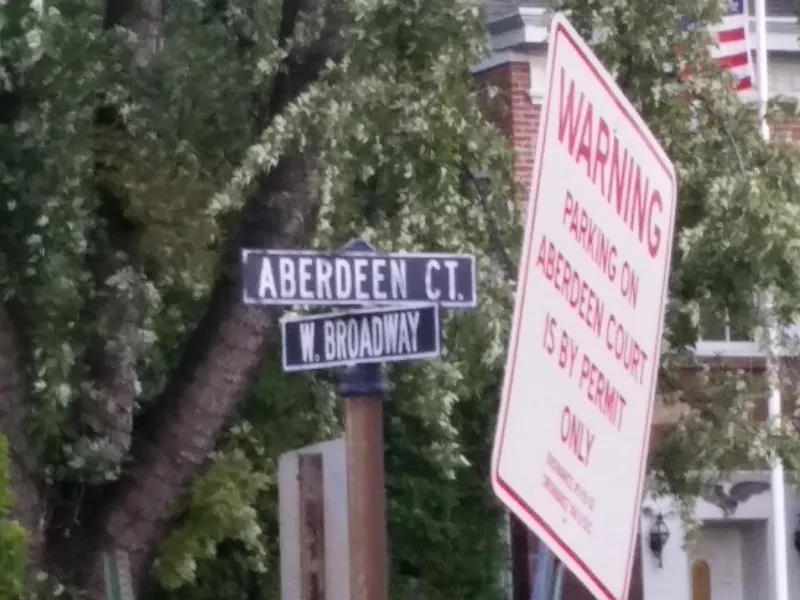 ABERDEEN CT.
W. BROADWAY
WARNING
PARKING ON
ABERDEEN COURT
IS BY PERMIT
ONLY